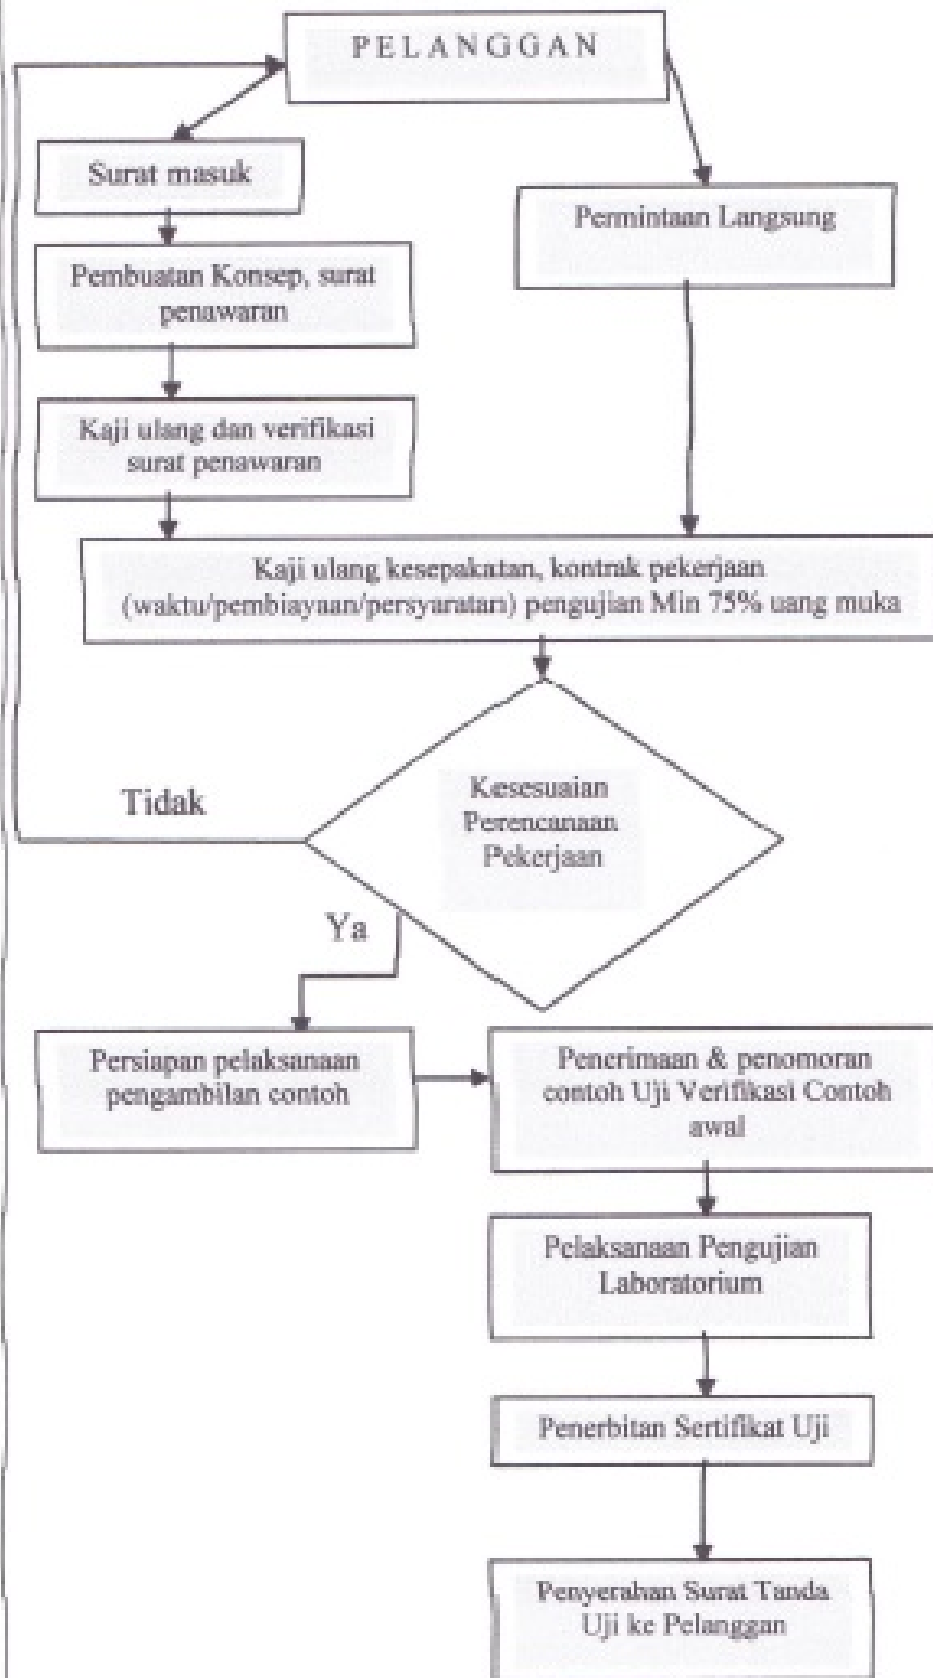 PELANGGAN
Surat masuk
Permintaan Langsung
Pembuatan Konsep, surat
penawaran
Kaji ulang dan verifikasi
surat penawaran
Kaji ulang kesepakatan, kontrak pekerjaan
(waktu/pembiayaan/persyaratan) pengujian Min 75% uang muka
Kesesuaian
Perencanaan
Pekerjaan
Tidak
Ya
Persiapan pelaksanaan
pengambilan contoh
Penerimaan & penomoran
contoh Uji Verifikasi Contoh
awal
Pelaksanaan Pengujian
Laboratorium
Penerbitan Sertifikat Uji
Penyerahan Surat Tanda
Uji ke Pelanggan